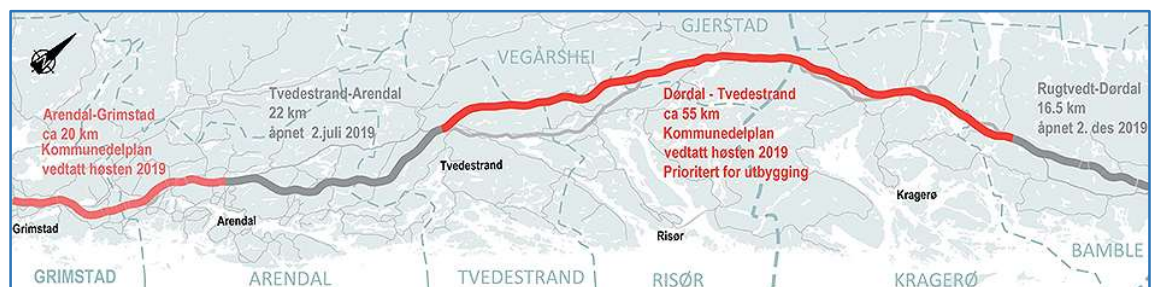 GJERSTAD
VEGÅRSHEI
Arendal-Grimstad
ca 20 km
Kommunedelplan
vedtatt høsten 2019
Tvedestrand-Arendal
22 km
åpnet 2.juli 2019
Dørdal - Tvedestrand
ca 55 km
Kommunedelplan
vedtatt høsten 2019
Prioritert for utbygging
Rugtvedt-Dørdal
16.5 km
åpnet 2. des 2019
Tvedestrand
Kragerø
Arendal
Grimstad
Risør
BAMBLE
GRIMSTAD
ARENDAL
TVEDESTRAND
RISØR
KRAGERØ